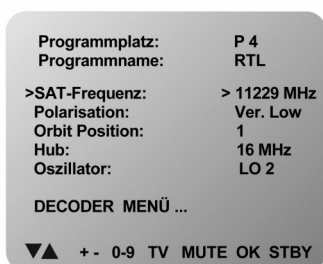 Programmplatz: P 4
Programmname: RTL
>SAT-Frequenz: > 11229 MHz
Polarisation: Ver. Low
Orbit Position: 1
Hub: 16 MHz
Oszillator: LO 2
DECODER MENÜ ...
▼▲ + - 0-9 TV MUTE OK STBY